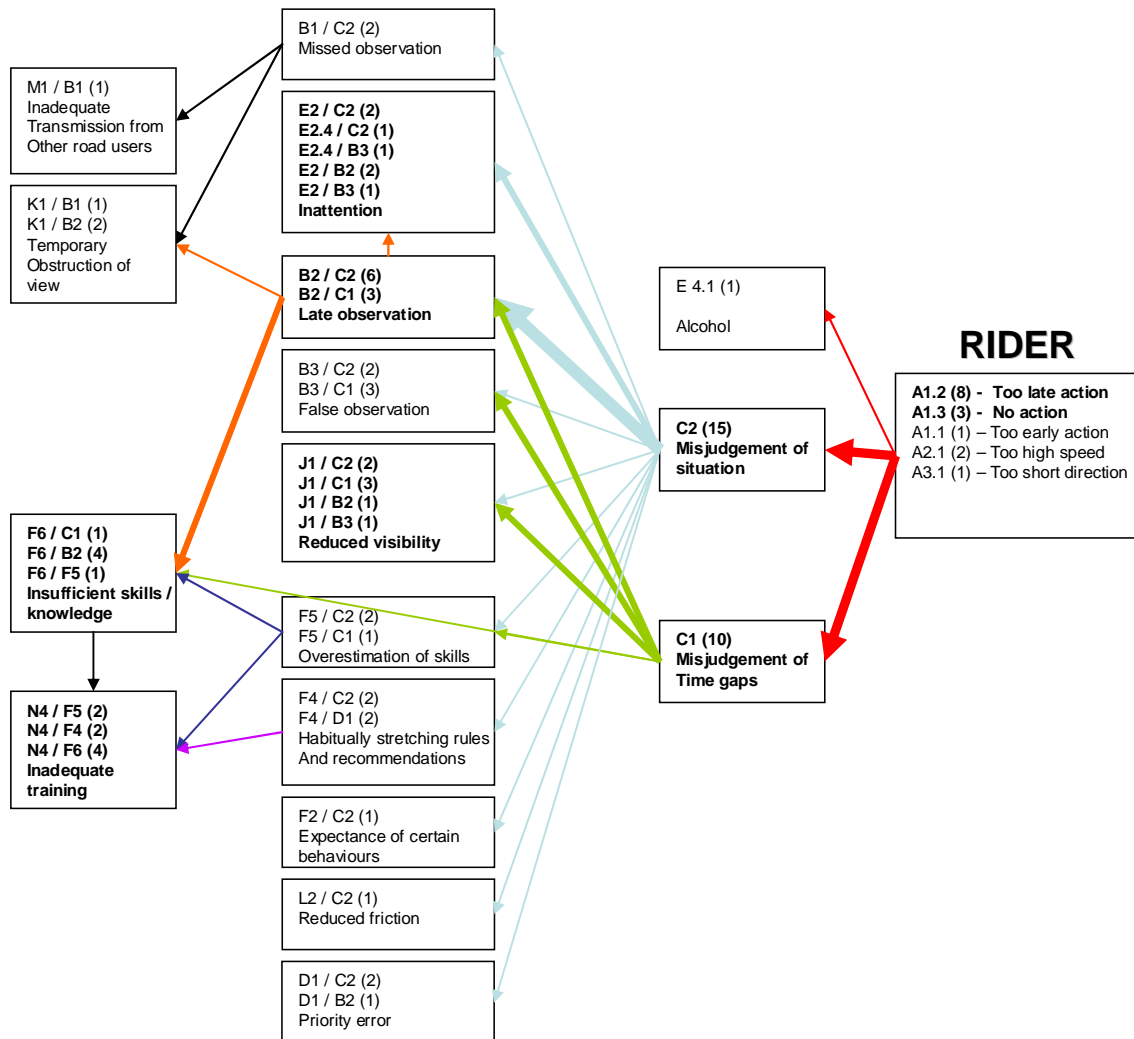 B1 / C2 (2)
Missed observation
M1 / B1 (1)
Inadequate
Transmission from
Other road users
E2 / C2 (2)
E2.4 / C2 (1)
E2.4 / B3 (1)
E2 / B2 (2)
E2 / B3 (1)
Inattention
K1 / B1 (1)
K1 / B2 (2)
Temporary
Obstruction of
view
B2 / C2 (6)
B2 / C1 (3)
Late observation
E 4.1 (1)
Alcohol
RIDER
A1.2 (8) -  Too late action
A1.3 (3) -  No action
A1.1 (1) – Too early action
A2.1 (2) – Too high speed
A3.1 (1) – Too short direction
B3 / C2 (2)
B3 / C1 (3)
False observation
C2 (15)
Misjudgement of
situation
J1 / C2 (2)
J1 / C1 (3)
J1 / B2 (1)
J1 / B3 (1)
Reduced visibility
F6 / C1 (1)
F6 / B2 (4)
F6 / F5 (1)
Insufficient skills /
knowledge
F5 / C2 (2)
F5 / C1 (1)
Overestimation of skills
C1 (10)
Misjudgement of
Time gaps
N4 / F5 (2)
N4 / F4 (2)
N4 / F6 (4)
Inadequate
training
F4 / C2 (2)
F4 / D1 (2)
Habitually stretching rules
And recommendations
F2 / C2 (1)
Expectance of certain
behaviours
L2 / C2 (1)
Reduced friction
D1 / C2 (2)
D1 / B2 (1)
Priority error